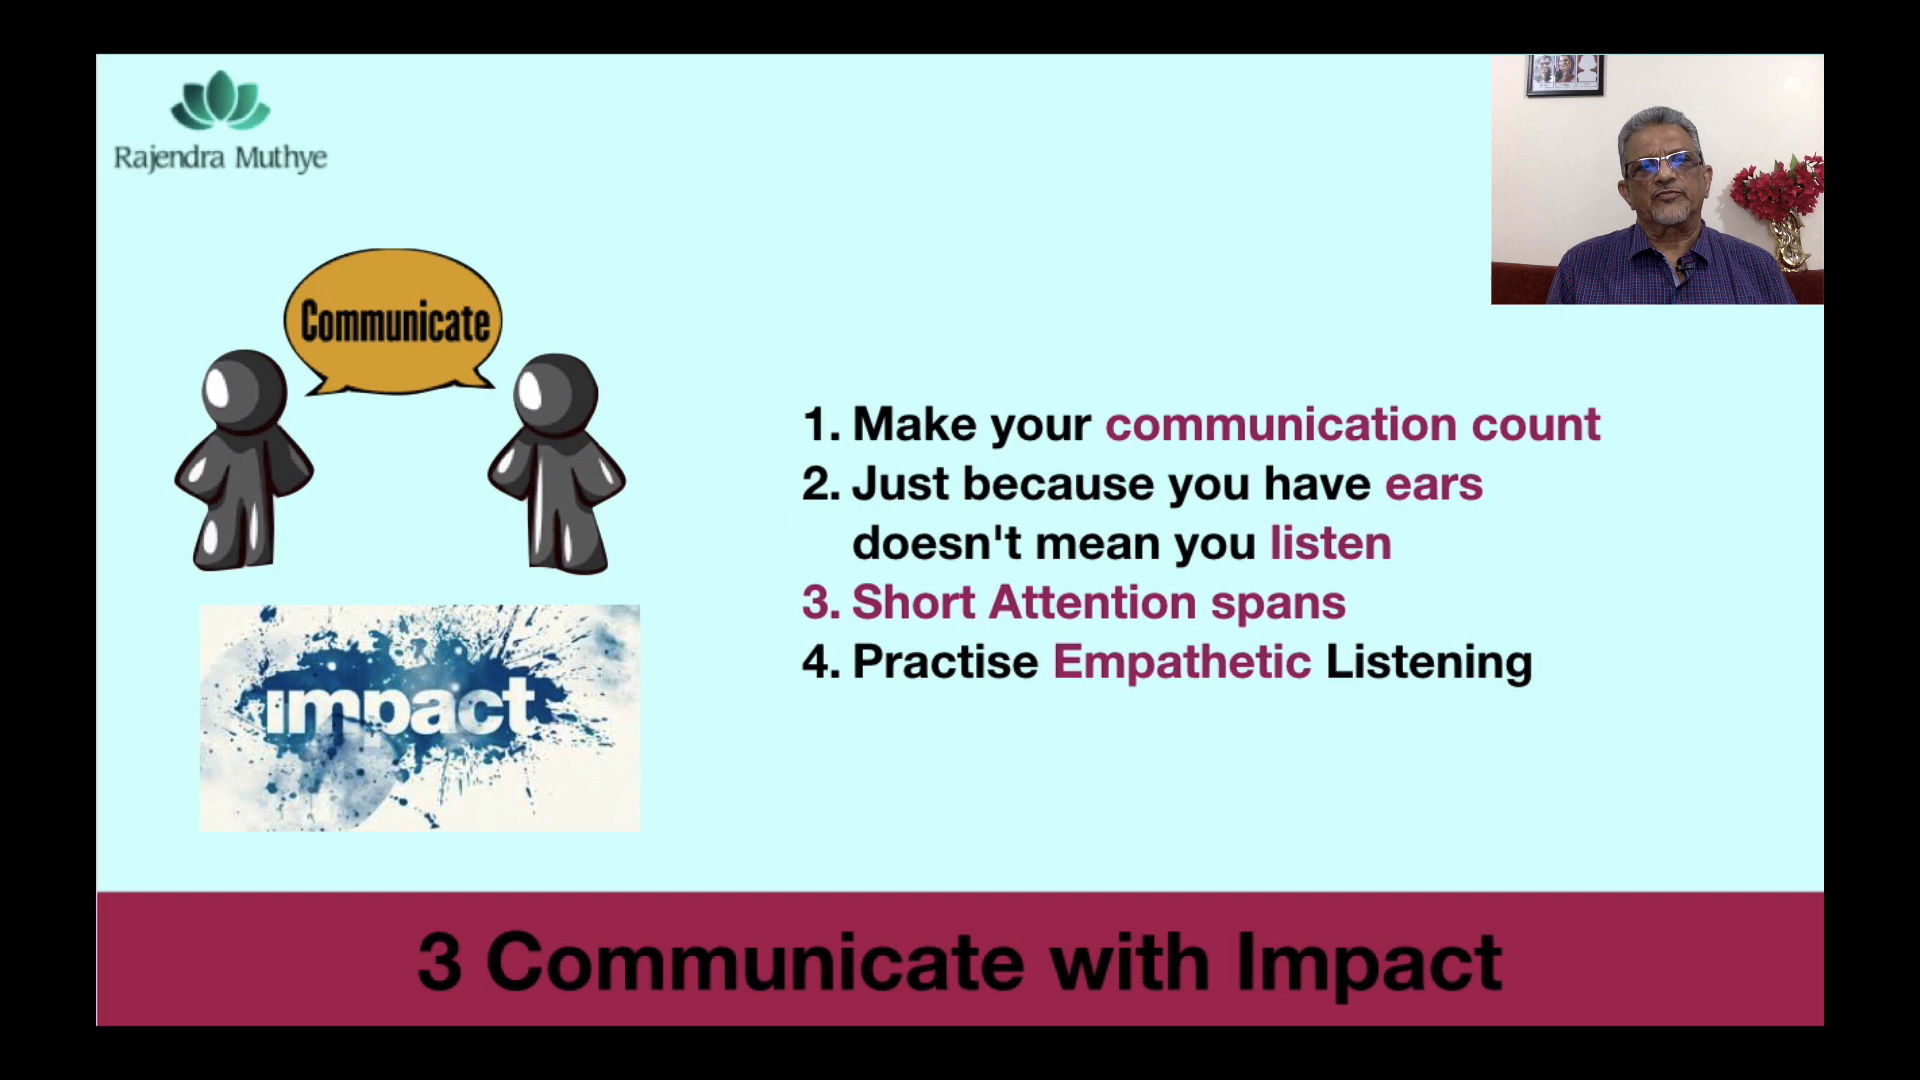 Rajendra Muthye
Communicate
1. Make your communication count
2. Just because you have ears
doesn't mean you listen
3. Short Attention spans
4. Practise Empathetic Listening
impact
3 Communicate with Impact